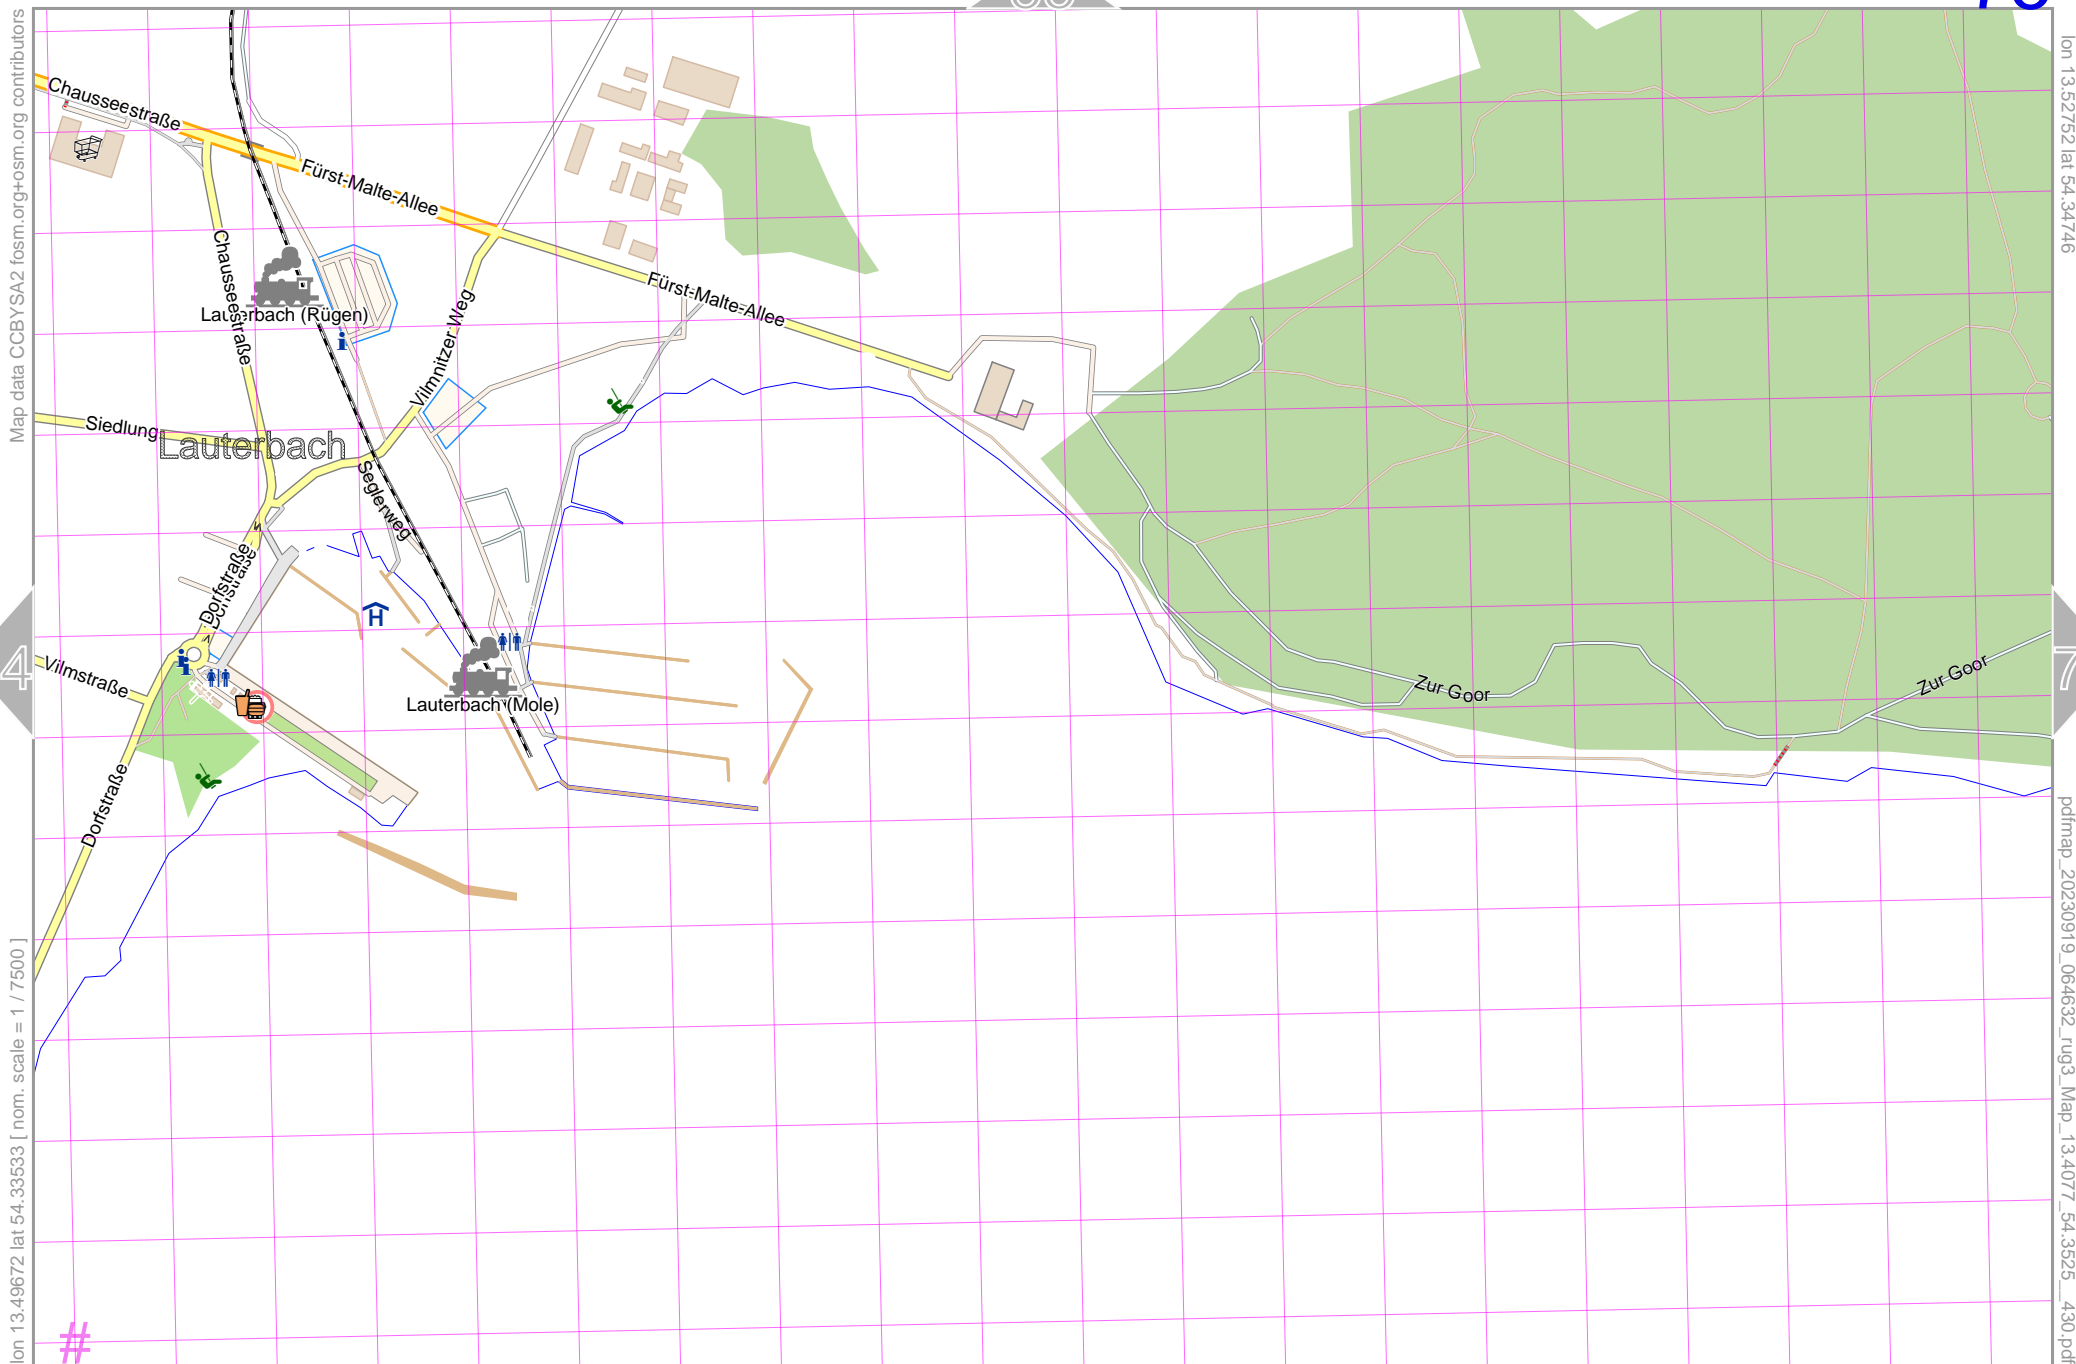 Map data CCBYSA2 fosm.org+osm.org contributors
lon 13.52752 lat 54.34746
Chausseestraße
Fürst-Malte-Allee
Chausseestraße
Lauterbach (Rügen)
Fürst-Malte-Allee
Vilmnitzer Weg
Siedlung
Lauterbach
Seglerweg
Dorfstraße
Dorfstraße
H
4
7
Vilmstraße
Lauterbach (Mole)
Zur Goor
Zur Goor
Dorfstraße
lon 13.49672 lat 54.33533 [ nom. scale = 1 / 7500 ]
pdfmap_20230919_064632_rug3_Map_13.4077_54.3525__430.pdf
#